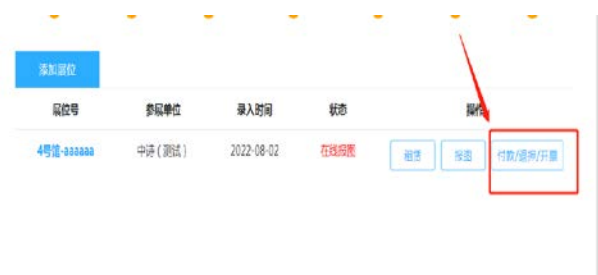 添加展位
展位号 参展单位 录入时间 状态 操作
4号馆-aaaaaa 中译(测试) 2022-08-02 在线报图 租赁 报图 付款/退押/开票